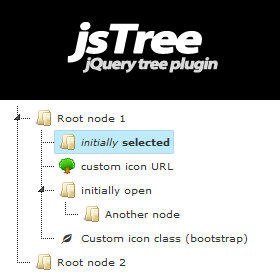 jsTree
jQuery tree plugin
Root node 1
initially selected
custom icon URL
initially open
Another node
Custom icon class (bootstrap)
Root node 2